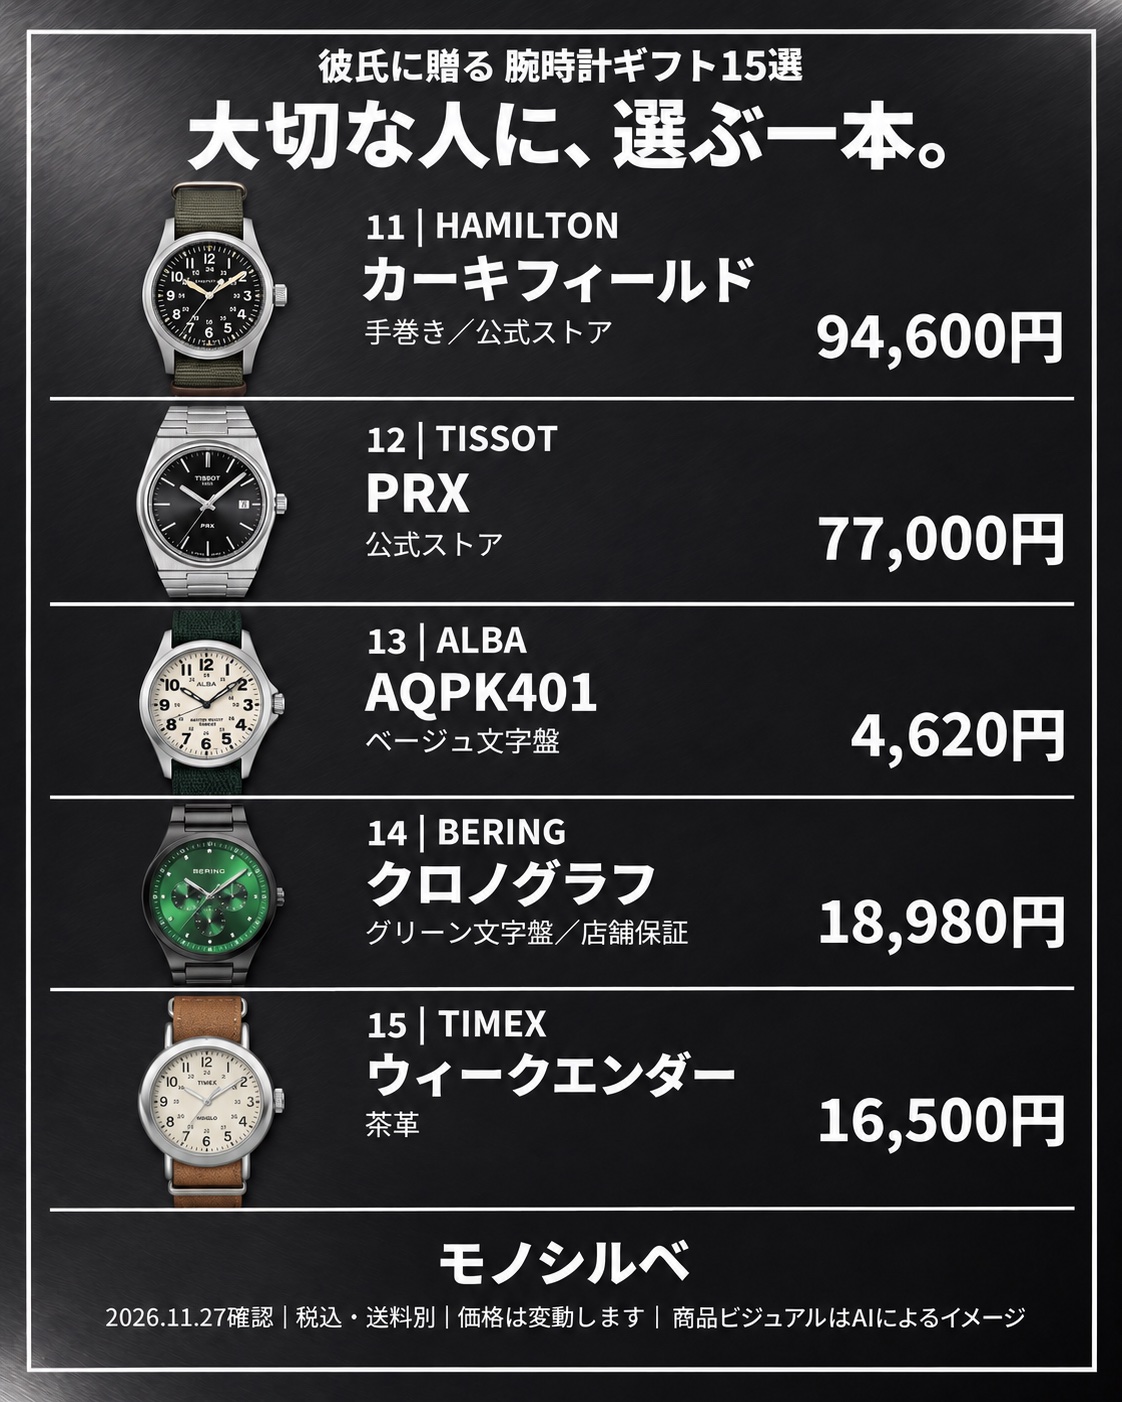 彼氏に贈る 腕時計ギフト15選
大切な人に、選ぶ一本。
11 | HAMILTON
カーキフィールド
手巻き／公式ストア
94,600円
TISSOT
PRX
12 | TISSOT
PRX
公式ストア
77,000円
ALBA
13 | ALBA
AQPK401
ベージュ文字盤
4,620円
BERING
14 | BERING
クロノグラフ
グリーン文字盤／店舗保証
18,980円
TIMEX
INDIGLO
15 | TIMEX
ウィークエンダー
茶革
16,500円
モノシルベ
2026.11.27確認｜税込・送料別｜価格は変動します｜ 商品ビジュアルはAIによるイメージ